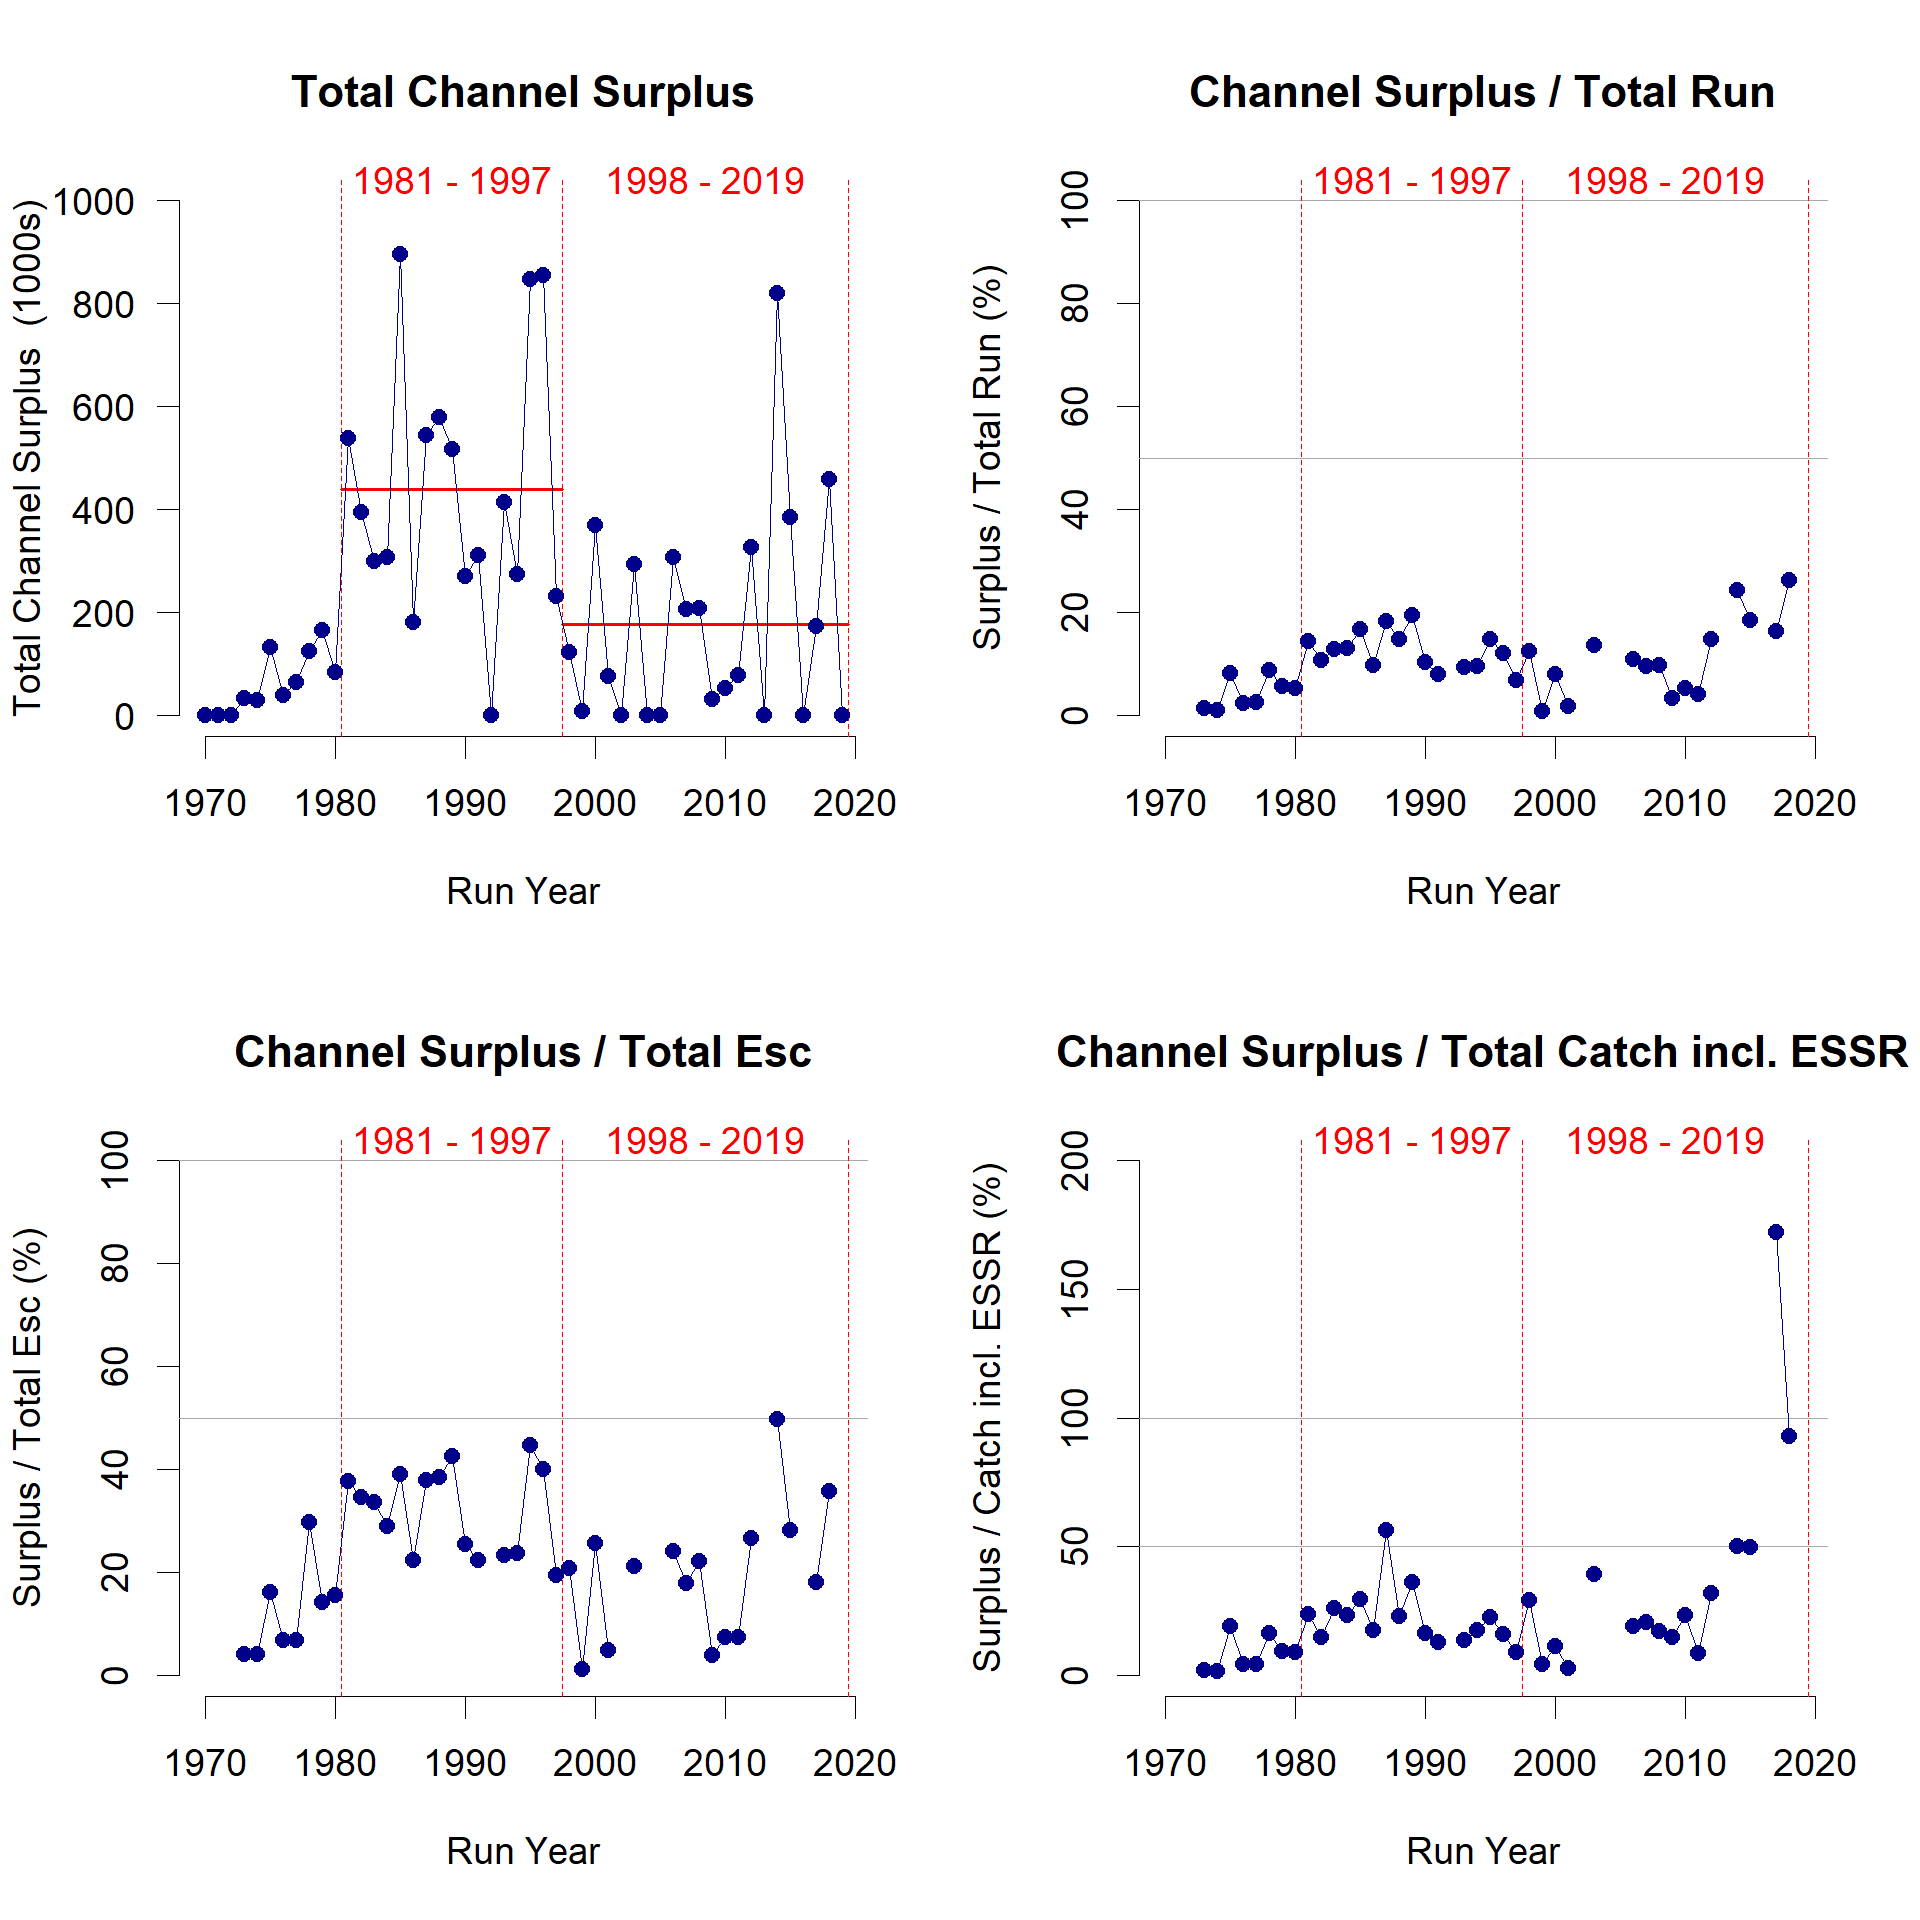 Total Channel Surplus
1981 - 1997 1998 - 2019
Total Channel Surplus (1000s)
1000
800
600
400
200
0
1970 1980 1990 2000 2010 2020
Run Year
Channel Surplus / Total Run
1981 - 1997 1998 - 2019
Surplus / Total Run (%)
100
80
60
40
20
0
1970 1980 1990 2000 2010 2020
Run Year
Channel Surplus / Total Esc
1981 - 1997 1998 - 2019
Surplus / Total Esc (%)
100
80
60
40
20
0
1970 1980 1990 2000 2010 2020
Run Year
Channel Surplus / Total Catch incl. ESSR
1981 - 1997 1998 - 2019
Surplus / Catch incl. ESSR (%)
200
150
100
50
0
1970 1980 1990 2000 2010 2020
Run Year